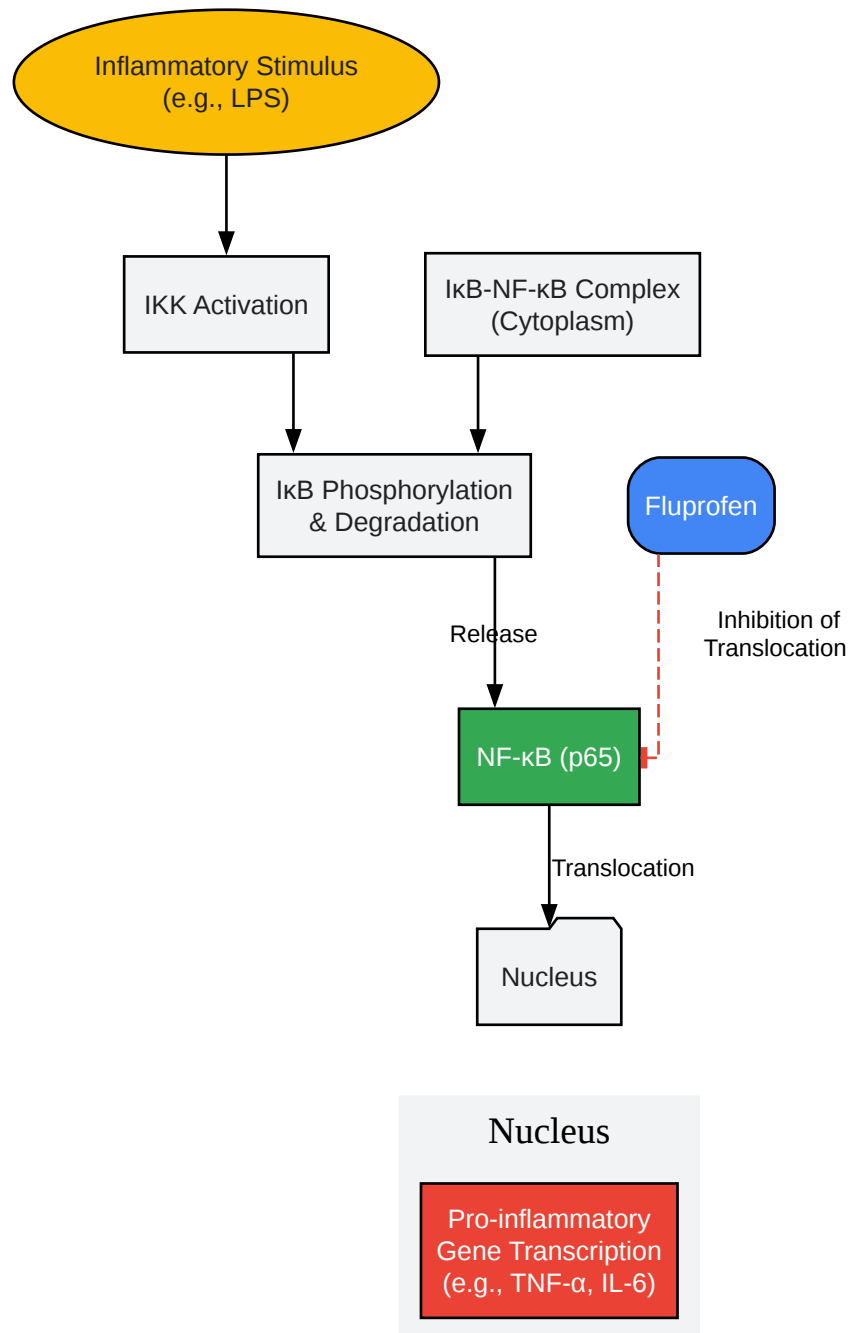 Inflammatory Stimulus
(e.g., LPS)
IKK Activation
IκB-NF-κB Complex
(Cytoplasm)
IκB Phosphorylation
& Degradation
Fluprofen
Inhibition of
Translocation
Release
NF-κB (p65)
Translocation
Nucleus
Nucleus
Pro-inflammatory
Gene Transcription
(e.g., TNF-α, IL-6)